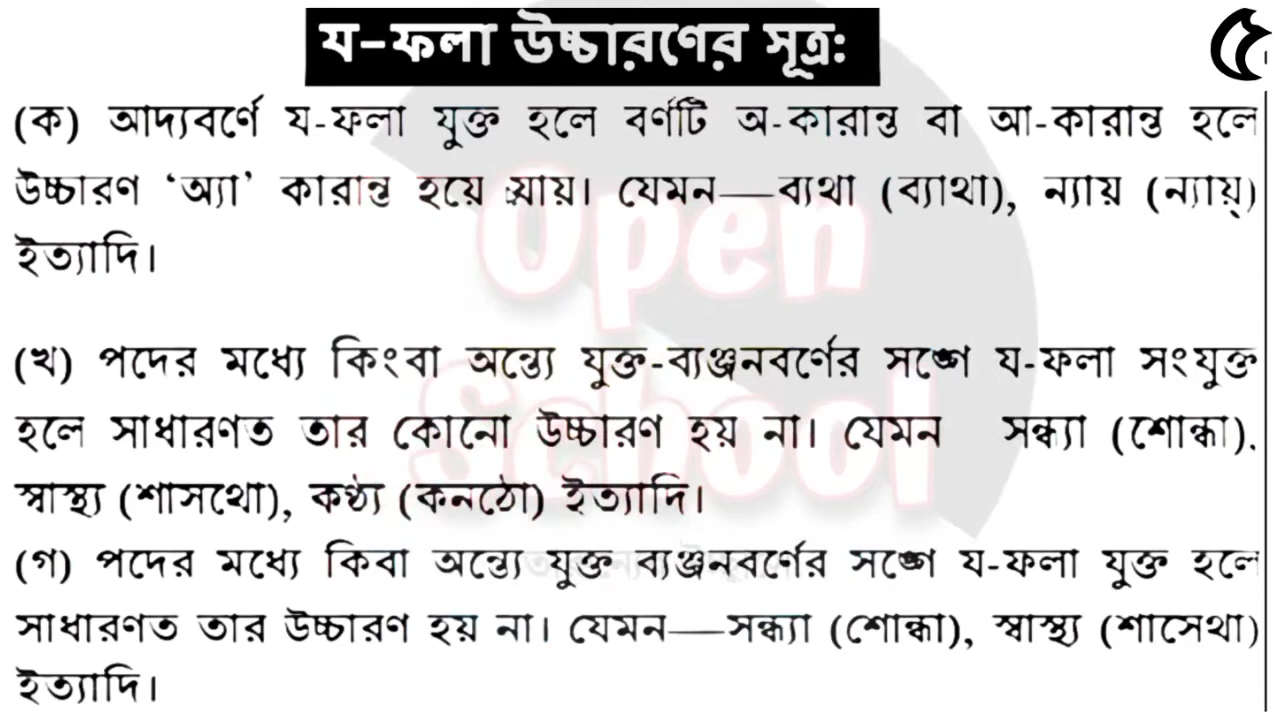 য-ফলা উচ্চারণের সূত্র:
৫
(ক) আদ্যবর্ণে য-ফলা যুক্ত হলে বর্ণটি অ-কারান্ত বা আ-কারান্ত হলে
উচ্চারণ ‘অ্যা’ কারান্ত হয়ে যায়। যেমন—ব্যথা (ব্যাথা), ন্যায় (ন্যায়্)
ইত্যাদি।
(খ) পদের মধ্যে কিংবা অন্ত্যে যুক্ত-ব্যঞ্জনবর্ণের সঙ্গে য-ফলা সংযুক্ত
হলে সাধারণত তার কোনো উচ্চারণ হয় না। যেমন সন্ধ্যা (শোন্ধা).
স্বাস্থ্য (শাসথো), কণ্ঠ্য (কনঠো) ইত্যাদি।
(গ) পদের মধ্যে কিবা অন্ত্যে যুক্ত ব্যঞ্জনবর্ণের সঙ্গে য-ফলা যুক্ত হলে
সাধারণত তার উচ্চারণ হয় না। যেমন—সন্ধ্যা (শোন্ধা), স্বাস্থ্য (শাসেথা)
ইত্যাদি।
Open
School